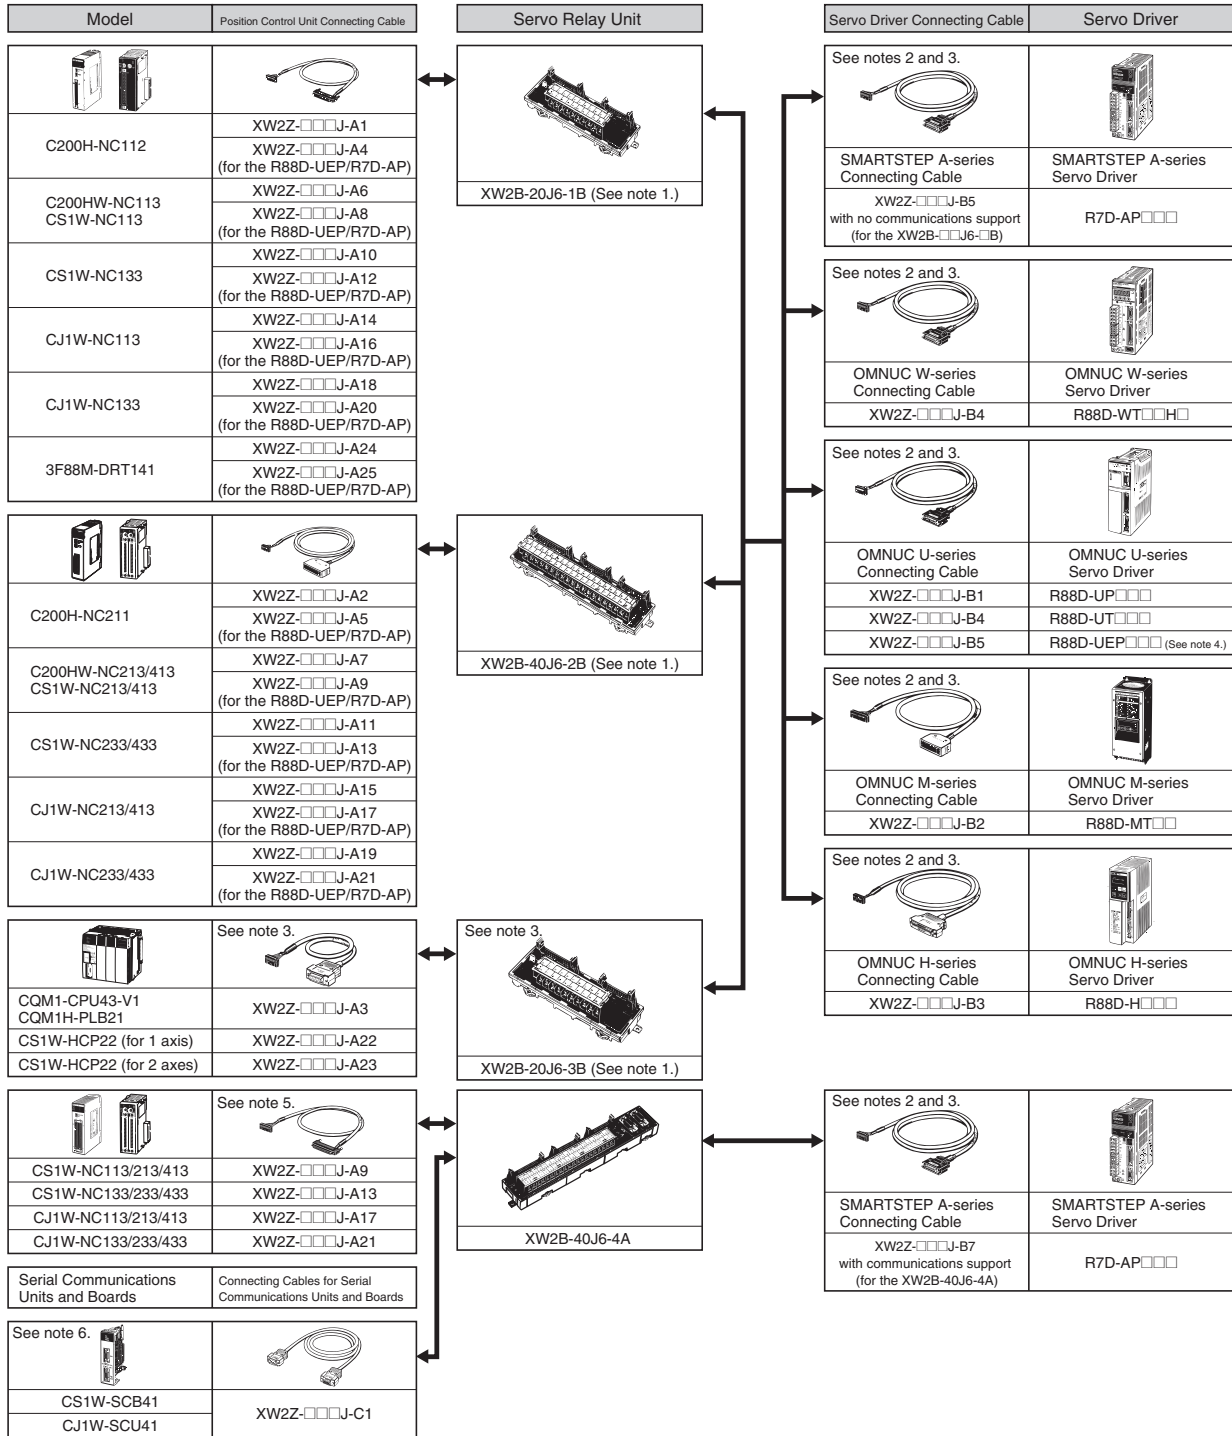 Model
Position Control Unit Connecting Cable
Servo Relay Unit
Servo Driver Connecting Cable
Servo Driver
C200H-NC112
XW2Z-□□□J-A1
XW2Z-□□□J-A4
(for the R88D-UEP/R7D-AP)
C200HW-NC113
CS1W-NC113
XW2Z-□□□J-A6
XW2Z-□□□J-A8
(for the R88D-UEP/R7D-AP)
CS1W-NC133
XW2Z-□□□J-A10
XW2Z-□□□J-A12
(for the R88D-UEP/R7D-AP)
CJ1W-NC113
XW2Z-□□□J-A14
XW2Z-□□□J-A16
(for the R88D-UEP/R7D-AP)
CJ1W-NC133
XW2Z-□□□J-A18
XW2Z-□□□J-A20
(for the R88D-UEP/R7D-AP)
3F88M-DRT141
XW2Z-□□□J-A24
XW2Z-□□□J-A25
(for the R88D-UEP/R7D-AP)
XW2B-20J6-1B (See note 1.)
C200H-NC211
XW2Z-□□□J-A2
XW2Z-□□□J-A5
(for the R88D-UEP/R7D-AP)
C200HW-NC213/413
CS1W-NC213/413
XW2Z-□□□J-A7
XW2Z-□□□J-A9
(for the R88D-UEP/R7D-AP)
CS1W-NC233/433
XW2Z-□□□J-A11
XW2Z-□□□J-A13
(for the R88D-UEP/R7D-AP)
CJ1W-NC213/413
XW2Z-□□□J-A15
XW2Z-□□□J-A17
(for the R88D-UEP/R7D-AP)
CJ1W-NC233/433
XW2Z-□□□J-A19
XW2Z-□□□J-A21
(for the R88D-UEP/R7D-AP)
XW2B-40J6-2B (See note 1.)
See note 3.
CQM1-CPU43-V1
CQM1H-PLB21
XW2Z-□□□J-A3
CS1W-HCP22 (for 1 axis)
XW2Z-□□□J-A22
CS1W-HCP22 (for 2 axes)
XW2Z-□□□J-A23
See note 3.
XW2B-20J6-3B (See note 1.)
See note 5.
CS1W-NC113/213/413
XW2Z-□□□J-A9
CS1W-NC133/233/433
XW2Z-□□□J-A13
CJ1W-NC113/213/413
XW2Z-□□□J-A17
CJ1W-NC133/233/433
XW2Z-□□□J-A21
XW2B-40J6-4A
Serial Communications
Units and Boards
Connecting Cables for Serial
Communications Units and Boards
See note 6.
CS1W-SCB41
CJ1W-SCU41
XW2Z-□□□J-C1
See notes 2 and 3.
SMARTSTEP A-series
Connecting Cable
SMARTSTEP A-series
Servo Driver
XW2Z-□□□J-B5
with no communications support
(for the XW2B-□□J6-□B)
R7D-AP□□□
See notes 2 and 3.
OMNUC W-series
Connecting Cable
OMNUC W-series
Servo Driver
XW2Z-□□□J-B4
R88D-WT□□H□
See notes 2 and 3.
OMNUC U-series
Connecting Cable
OMNUC U-series
Servo Driver
XW2Z-□□□J-B1
R88D-UP□□□
XW2Z-□□□J-B4
R88D-UT□□□
XW2Z-□□□J-B5
R88D-UEP□□□ (See note 4.)
See notes 2 and 3.
OMNUC M-series
Connecting Cable
OMNUC M-series
Servo Driver
XW2Z-□□□J-B2
R88D-MT□□
See notes 2 and 3.
OMNUC H-series
Connecting Cable
OMNUC H-series
Servo Driver
XW2Z-□□□J-B3
R88D-H□□□
See notes 2 and 3.
SMARTSTEP A-series
Connecting Cable
SMARTSTEP A-series
Servo Driver
XW2Z-□□□J-B7
with communications support
(for the XW2B-40J6-4A)
R7D-AP□□□